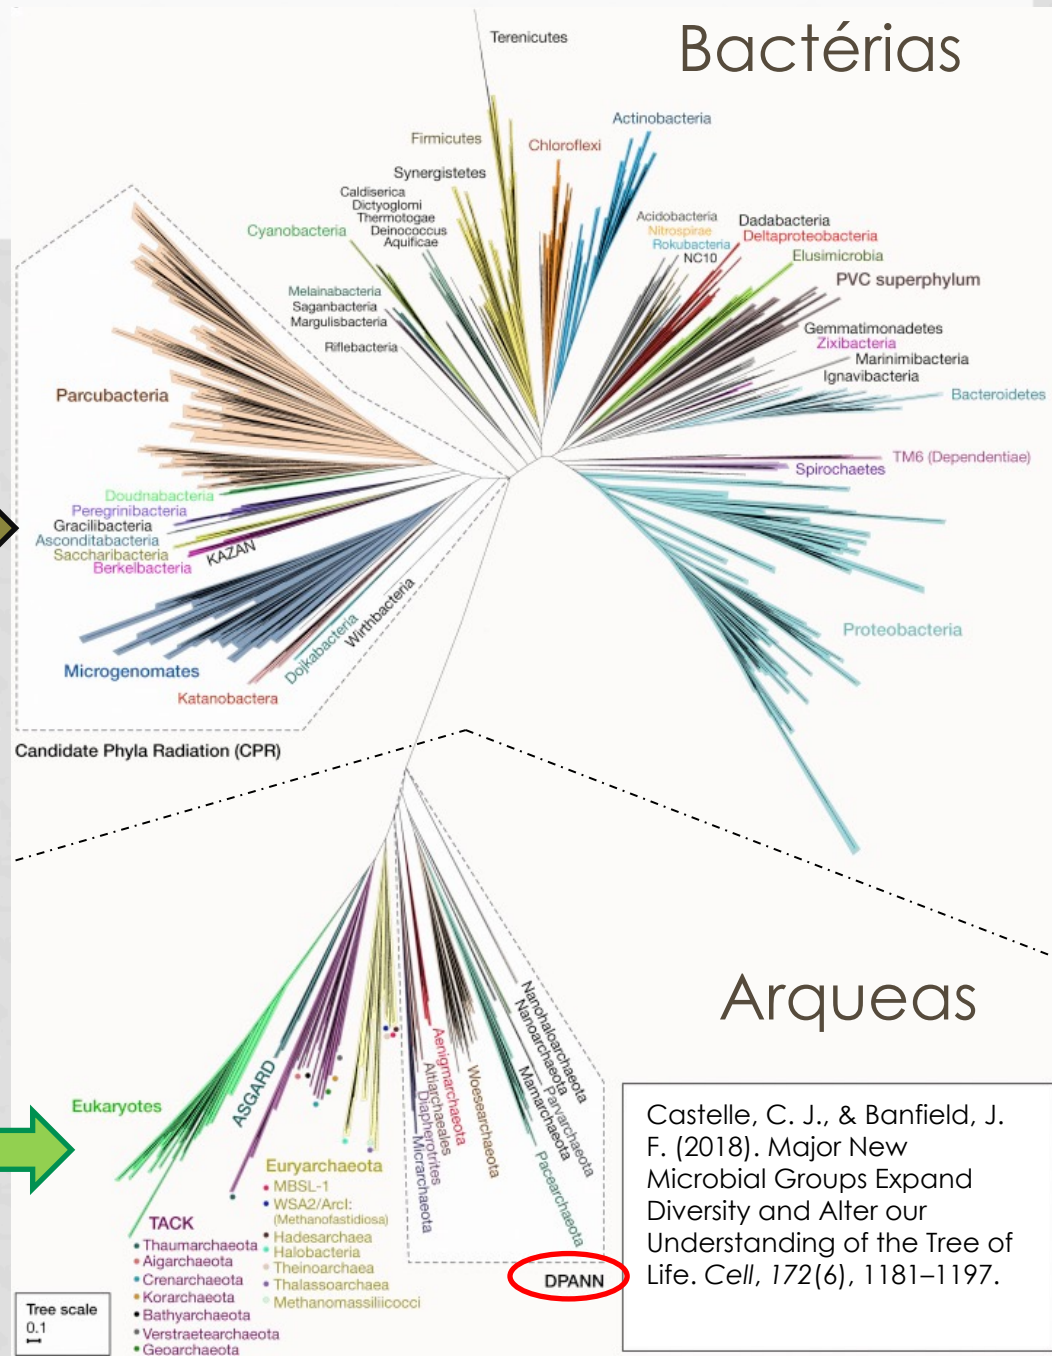 Bactérias
Terenicutes
Actinobacteria
Firmicutes
Chloroflexi
Synergistetes
Caldiserica
Dictyoglomi
Thermotogae
Deinococcus
Aquificae
Cyanobacteria
Acidobacteria
Nitrospirae
Rokubacteria
NC10
Dadabacteria
Deltaproteobacteria
Elusimicrobia
PVC superphylum
Melainabacteria
Saganbacteria
Margulisbacteria
Riflebacteria
Gemmatimonadetes
Zixibacteria
Marinimibacteria
Ignavibacteria
Bacteroidetes
Parcubacteria
TM6 (Dependentiae)
Spirochaetes
Doudnabacteria
Peregrinibacteria
Gracilibacteria
Asconditabacteria
Saccharibacteria
Berkelbacteria
KAZAN
Microgenomates
Katanobactera
Dojkabacteria
Wirthbacteria
Proteobacteria
Candidate Phyla Radiation (CPR)
Arqueas
Eukaryotes
ASGARD
TACK
Thaumarchaeota
Aigarchaeota
Crenarchaeota
Korarchaeota
Bathyarchaeota
Verstraetearchaeota
Geoarchaeota
Euryarchaeota
MBSL-1
WSA2/ArcI:
(Methanofastidiosa)
Hadesarchaea
Halobacteria
Theinoarchaea
Thalassoarchaea
Methanomassiliicocci
Micrarchaeota
Diapherotrites
Altiarchaeales
Aenigmarchaeota
Woesearchaeota
Pacearchaeota
Mamarchaeota
Parvarchaeota
Nanoarchaeota
Nanohaloarchaeota
DPANN
Tree scale
0.1
Castelle, C. J., & Banfield, J.
F. (2018). Major New
Microbial Groups Expand
Diversity and Alter our
Understanding of the Tree of
Life. Cell, 172(6), 1181–1197.